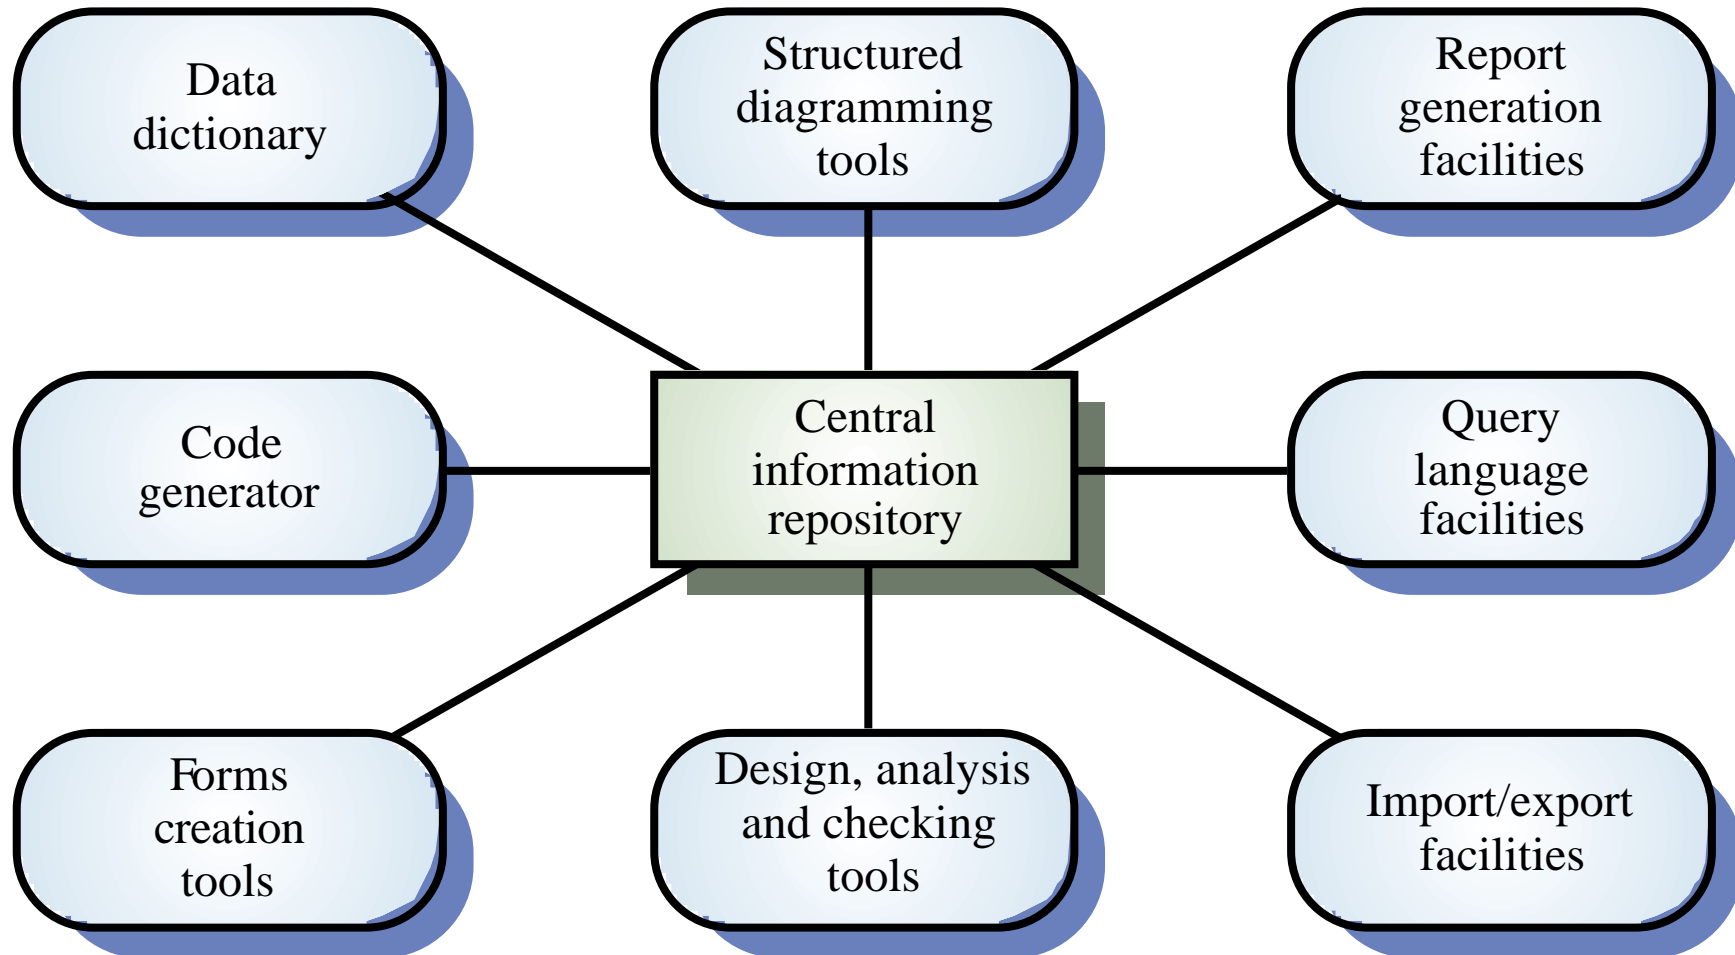 Data
dictionary
Structured
diagramming
tools
Report
generation
facilities
Code
generator
Central
information
repository
Query
language
facilities
Forms
creation
tools
Design, analysis
and checking
tools
Import/export
facilities